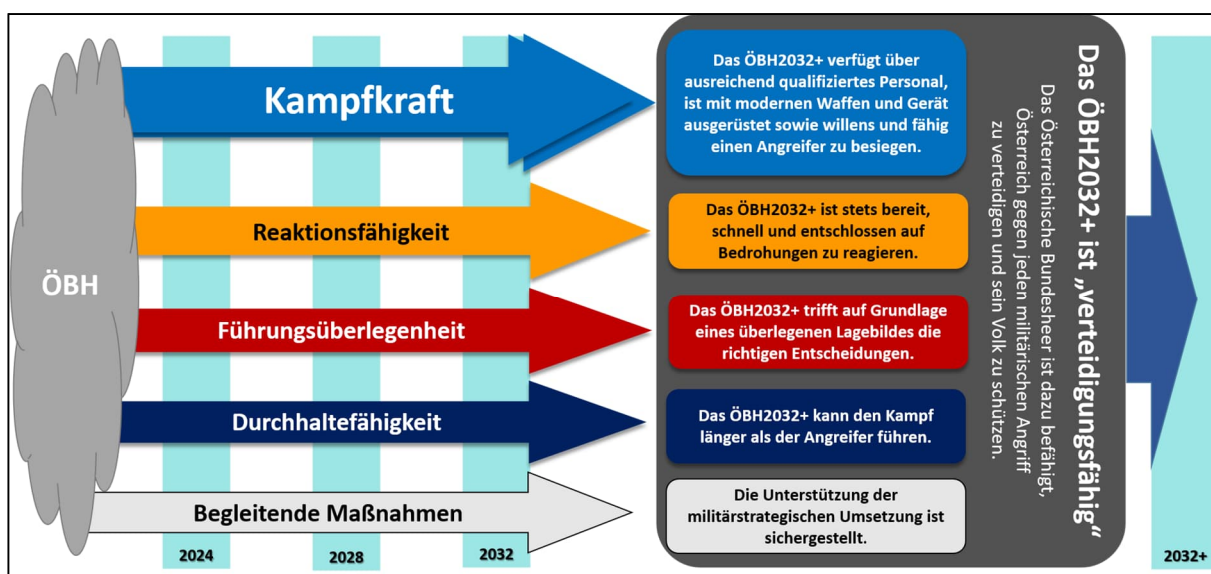 ÖBH
Kampfkraft
Das ÖBH2032+ verfügt über
ausreichend qualifiziertes Personal,
ist mit modernen Waffen und Gerät
ausgerüstet sowie willens und fähig
einen Angreifer zu besiegen.
Reaktionsfähigkeit
Das ÖBH2032+ ist stets bereit,
schnell und entschlossen auf
Bedrohungen zu reagieren.
Führungsüberlegenheit
Das ÖBH2032+ trifft auf Grundlage
eines überlegenen Lagebildes die
richtigen Entscheidungen.
Durchhaltefähigkeit
Das ÖBH2032+ kann den Kampf
länger als der Angreifer führen.
Begleitende Maßnahmen
Die Unterstützung der
militärstrategischen Umsetzung ist
sichergestellt.
2024
2028
2032
Das ÖBH2032+ ist „verteidigungsfähig“
Das Österreichische Bundesheer ist dazu befähigt,
Österreich gegen jeden militärischen Angriff
zu verteidigen und sein Volk zu schützen.
2032+